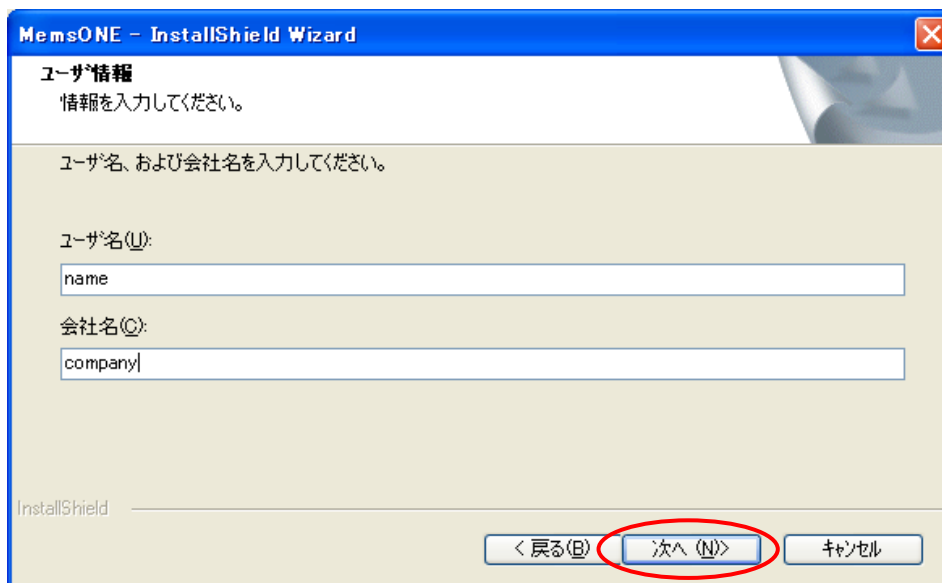 MemsONE - InstallShield Wizard
ユーザ情報
情報を入力してください。
ユーザ名、および会社名を入力してください。
ユーザ名(U):
name
会社名(C):
company
InstallShield
< 戻る(B)
次へ (N)>
キャンセル